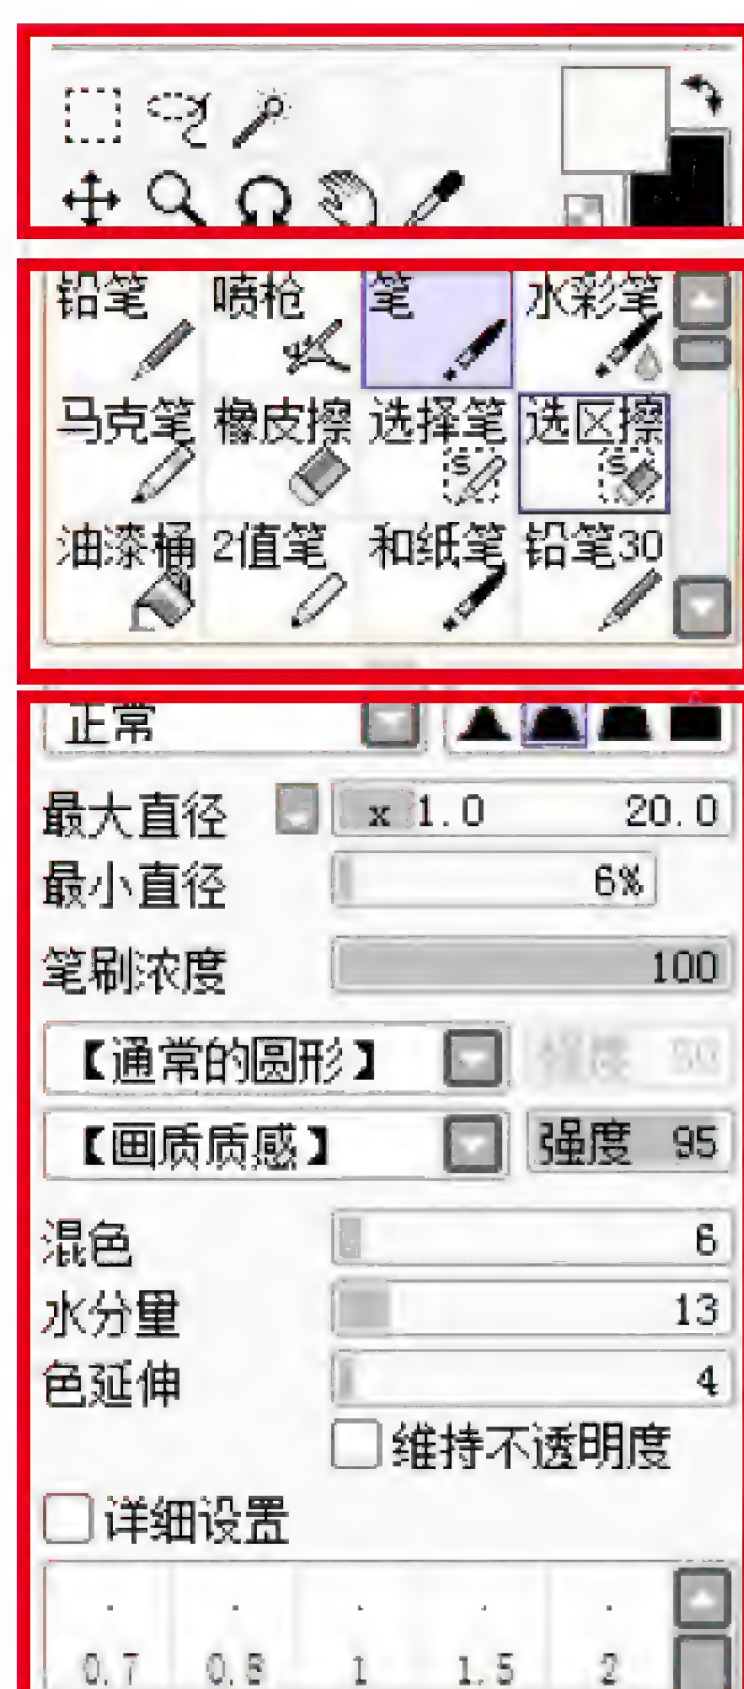 铅笔 喷枪 笔 水彩笔
马克笔 橡皮擦 选择笔 选区擦
油漆桶 2值笔 和纸笔 铅笔30
正常
最大直径 x 1.0 20.0
最小直径 6%
笔刷浓度 100
【通常的圆形】 强度 50
【画质质感】 强度 95
混色 6
水分量 13
色延伸 4
维持不透明度
详细设置
0.7 0.8 1 1.5 2